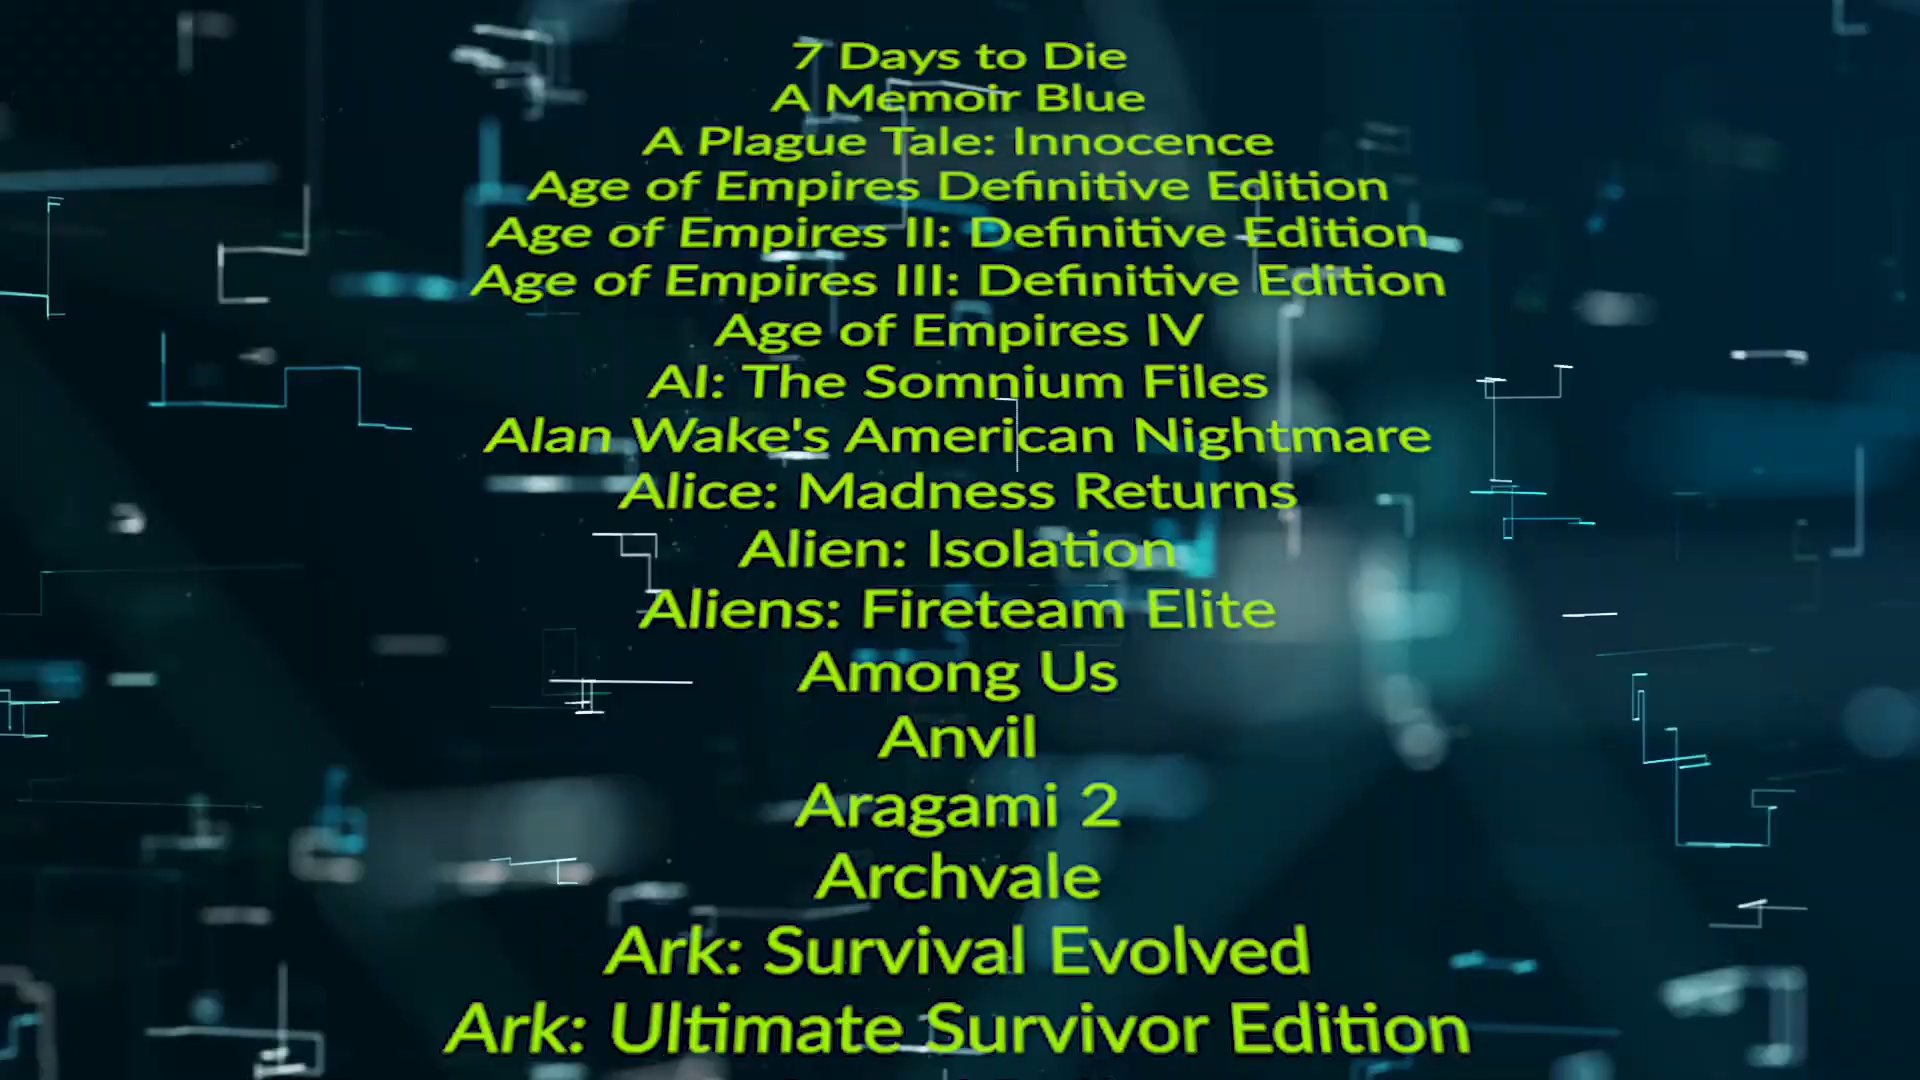 7 Days to Die
A Memoir Blue
A Plague Tale: Innocence
Age of Empires Definitive Edition
Age of Empires II: Definitive Edition
Age of Empires III: Definitive Edition
Age of Empires IV
AI: The Somnium Files
Alan Wake's American Nightmare
Alice: Madness Returns
Alien: Isolation
Aliens: Fireteam Elite
Among Us
Anvil
Aragami 2
Archvale
Ark: Survival Evolved
Ark: Ultimate Survivor Edition